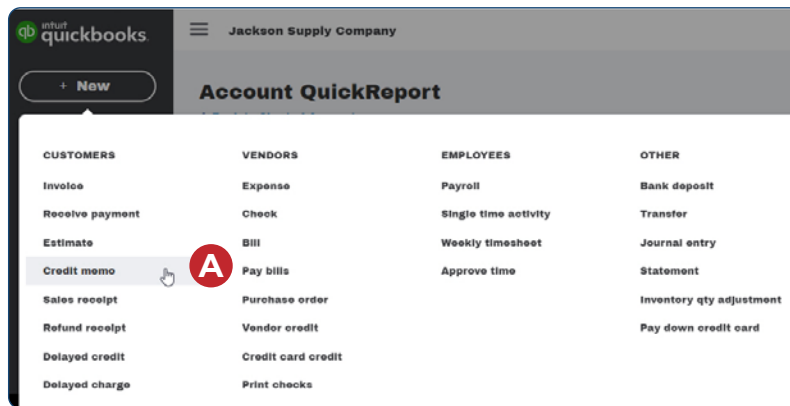 qb intuit quickbooks.
Jackson Supply Company
+ New
Account QuickReport
CUSTOMERS VENDORS EMPLOYEES OTHER
Invoice Expense Payroll Bank deposit
Receive payment Check Single time activity Transfer
Estimate Bill Weekly timesheet Journal entry
Credit memo A Pay bills Approve time Statement
Sales receipt Purchase order Inventory qty adjustment
Refund receipt Vendor credit Pay down credit card
Delayed credit Credit card credit
Delayed charge Print checks